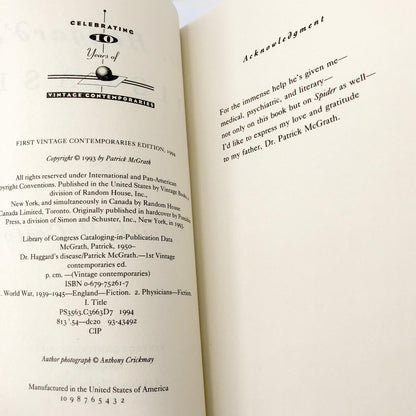 CELEBRATING
10
Years of
VINTAGE CONTEMPORARIES
FIRST VINTAGE CONTEMPORARIES EDITION, 1994
Copyright © 1993 by Patrick McGrath
All rights reserved under International and Pan-American
opyright Conventions. Published in the United States by Vintage Books, a
division of Random House, Inc.,
New York, and simultaneously in Canada by Random House
Canada Limited, Toronto. Originally published in hardcover by Poseidon
Press, a division of Simon and Schuster, Inc., New York, in 1993.
Library of Congress Cataloging-in-Publication Data
McGrath, Patrick, 1950–
Dr. Haggard's disease/Patrick McGrath.—1st Vintage
contemporaries ed.
p. cm. —(Vintage contemporaries)
ISBN 0-679-75261-7
. World War, 1939-1945—England—Fiction. 2. Physicians—Fiction.
I. Title
PS3563.C3663D7 1994
813'.54—dc20 93-43492
CIP
Author photograph © Anthony Crickmay
Manufactured in the United States of America
10 9 8 7 6 5 4 3 2
Acknowledgment
For the immense help he's given me—
medical, psychiatric, and literary—
not only on this book but on Spider as well—
I'd like to express my love and gratitude
to my father, Dr. Patrick McGrath.